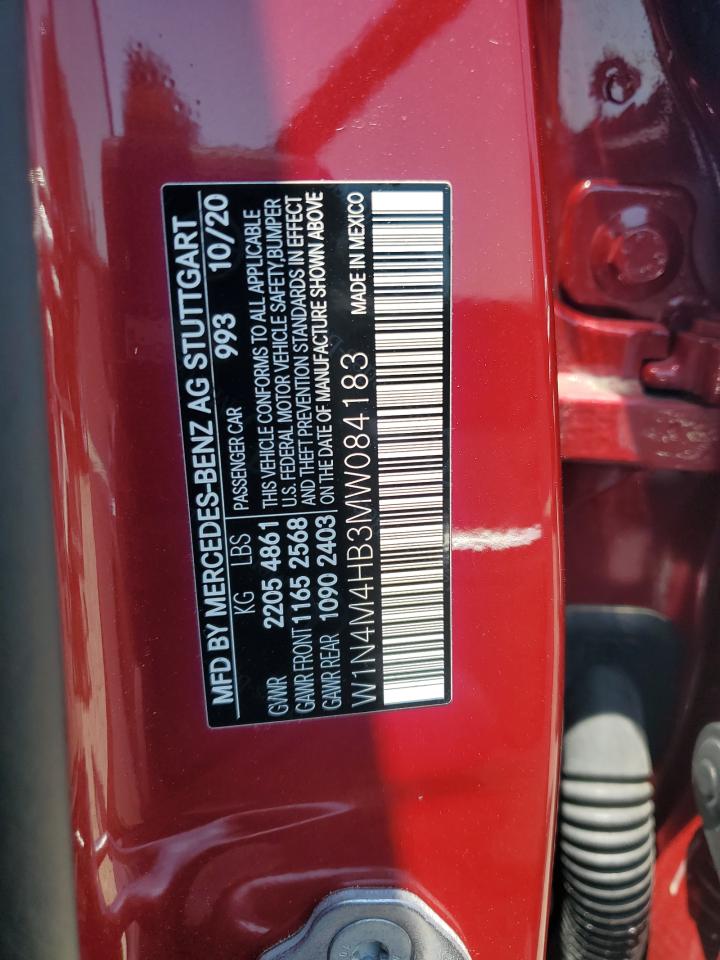 MFD BY MERCEDES-BENZ AG STUTTGART
993 10/20
KG LBS PASSENGER CAR
GVWR 2205 4861 THIS VEHICLE CONFORMS TO ALL APPLICABLE
GAWR FRONT 1165 2568 U.S. FEDERAL MOTOR VEHICLE SAFETY, BUMPER
GAWR REAR 1090 2403 AND THEFT PREVENTION STANDARDS IN EFFECT
ON THE DATE OF MANUFACTURE SHOWN ABOVE
W1N4M4HB3MW084183 MADE IN MEXICO